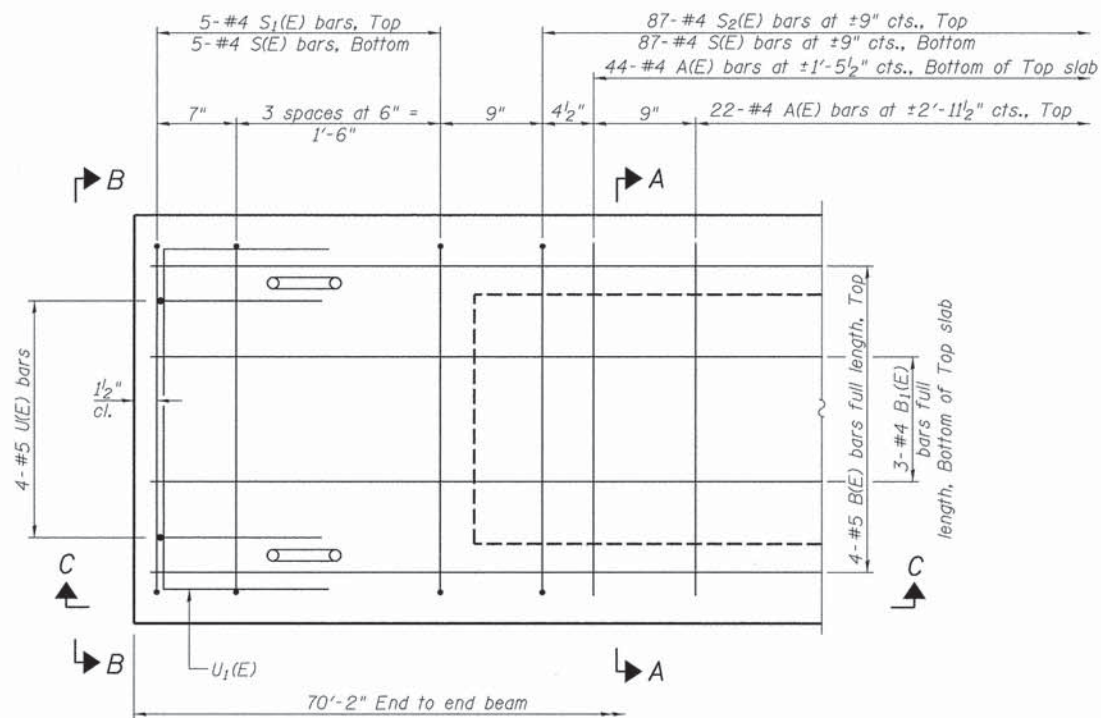 5-#4 S₁(E) bars, Top
5-#4 S(E) bars, Bottom
87-#4 S₂(E) bars at ±9" cts., Top
87-#4 S(E) bars at ±9" cts., Bottom
44-#4 A(E) bars at ±1'-5½" cts., Bottom of Top slab
7"
3 spaces at 6" =
1'-6"
9"
4½"
9"
22-#4 A(E) bars at ±2'-11½" cts., Top
B
A
4-#5 U(E) bars
1½"
cl.
4-#5 B(E) bars full length, Top
3-#4 B₁(E)
bars full
length, Bottom of Top slab
C
C
B
U₁(E)
A
70'-2" End to end beam